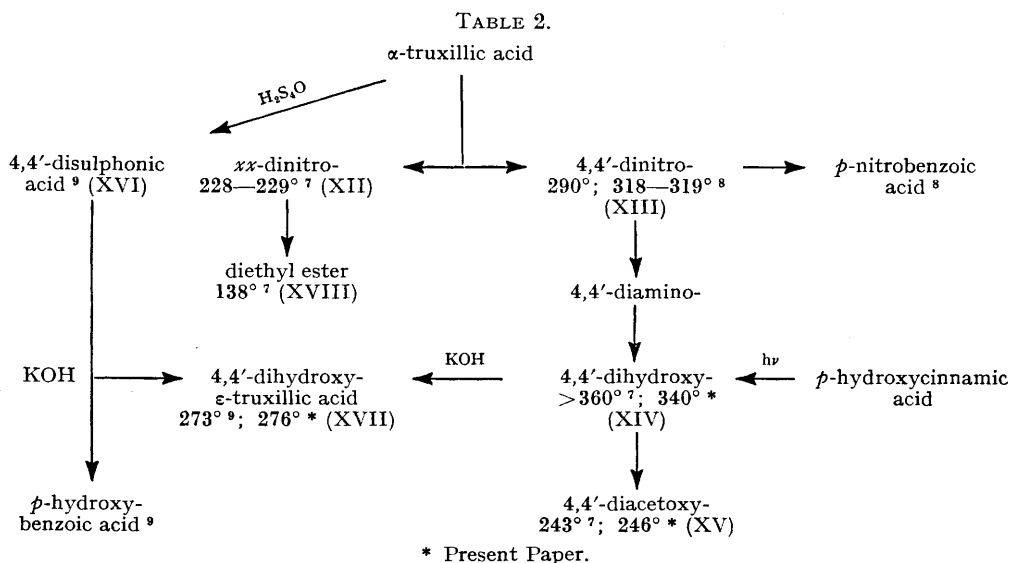 TABLE 2.
α-truxillic acid
H₂S₄O
4,4′-disulphonic
acid ⁹ (XVI)
xx-dinitro-
228—229° ⁷ (XII)
4,4′-dinitro-
290°; 318—319° ⁸
(XIII)
p-nitrobenzoic
acid ⁸
diethyl ester
138° ⁷ (XVIII)
4,4′-diamino-
KOH
4,4′-dihydroxy-
ε-truxillic acid
273° ⁹; 276° * (XVII)
KOH
4,4′-dihydroxy-
>360° ⁷; 340° *
(XIV)
hν
p-hydroxycinnamic
acid
p-hydroxy-
benzoic acid ⁹
4,4′-diacetoxy-
243° ⁷; 246° * (XV)
* Present Paper.